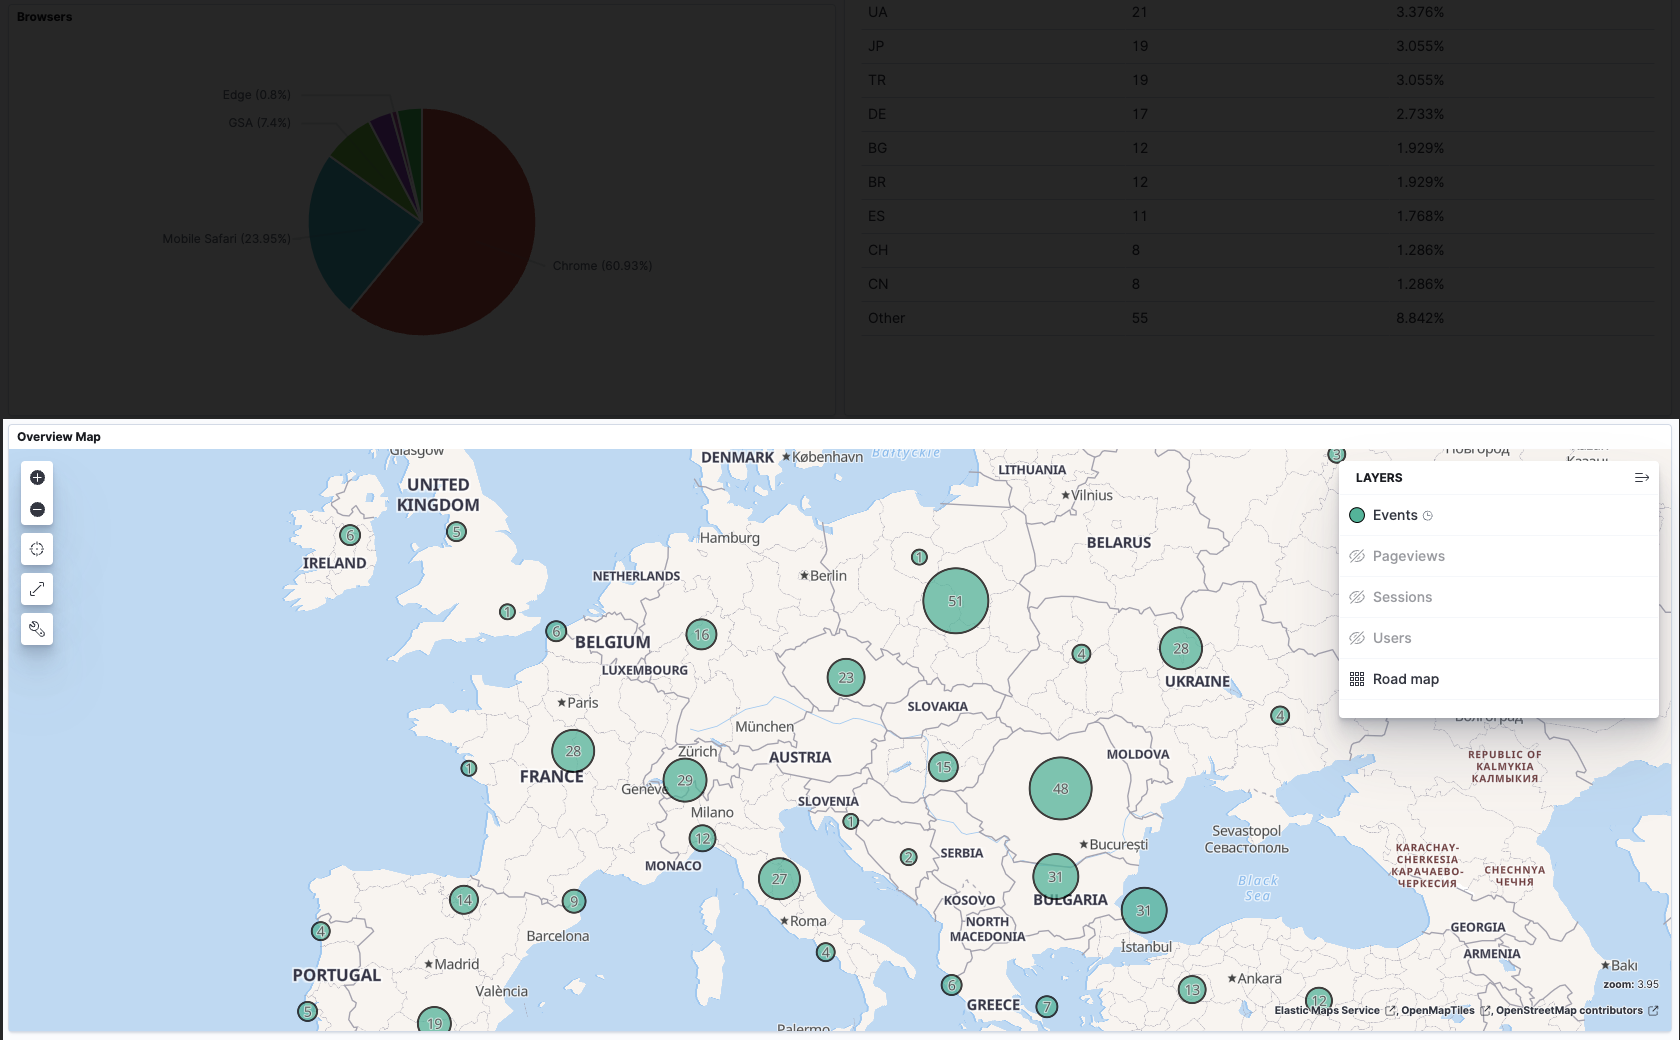 Browsers
Edge (0.8%)
GSA (7.4%)
Mobile Safari (23.95%)
Chrome (60.93%)
UA 21 3.376%
JP 19 3.055%
TR 19 3.055%
DE 17 2.733%
BG 12 1.929%
BR 12 1.929%
ES 11 1.768%
CH 8 1.286%
CN 8 1.286%
Other 55 8.842%
Overview Map
Glasgow
DENMARK
København
Bałtyckie
LITHUANIA
3
Новгород
UNITED
KINGDOM
Vilnius
LAYERS
Events
Pageviews
Sessions
Users
Road map
6
5
IRELAND
Hamburg
BELARUS
NETHERLANDS
Berlin
1
51
1
6
BELGIUM
16
LUXEMBOURG
23
4
28
UKRAINE
Paris
SLOVAKIA
4
Волгоград
München
28
FRANCE
1
Zürich
Genève
29
AUSTRIA
15
MOLDOVA
REPUBLIC OF
KALMYKIA
КАЛМЫКИЯ
48
SLOVENIA
Milano
1
12
MONACO
2
SERBIA
București
Sevastopol
Севастополь
KARACHAY-
CHERKESIA
КАРАЧАЕВО-
ЧЕРКЕСИЯ
CHECHNYA
ЧЕЧНЯ
27
31
BULGARIA
Black
Sea
14
9
KOSOVO
31
4
Roma
NORTH
MACEDONIA
GEORGIA
Barcelona
4
İstanbul
ARMENIA
Madrid
PORTUGAL
6
Ankara
Bakı
València
GREECE
7
13
12
zoom: 3.95
5
19
Palermo
Elastic Maps Service , OpenMapTiles , OpenStreetMap contributors